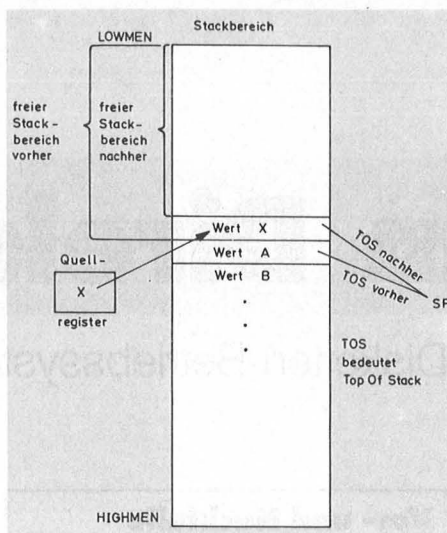 Stackbereich
LOWMEN
freier
Stack-
bereich
vorher
freier
Stack-
bereich
nachher
Wert X
Wert A
Wert B
TOS nachher
TOS vorher
Quell-
X
register
TOS
bedeutet
Top Of Stack
HIGHMEN